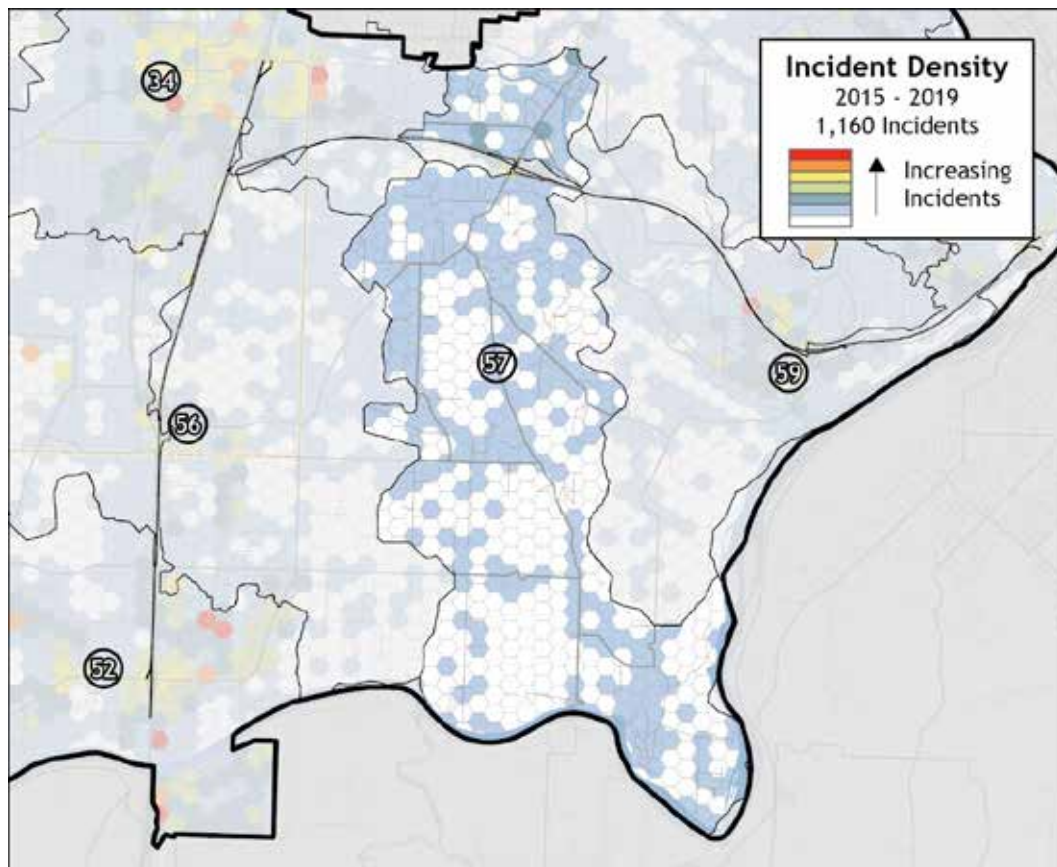 34
Incident Density
2015 - 2019
1,160 Incidents
Increasing
Incidents
57
59
56
52